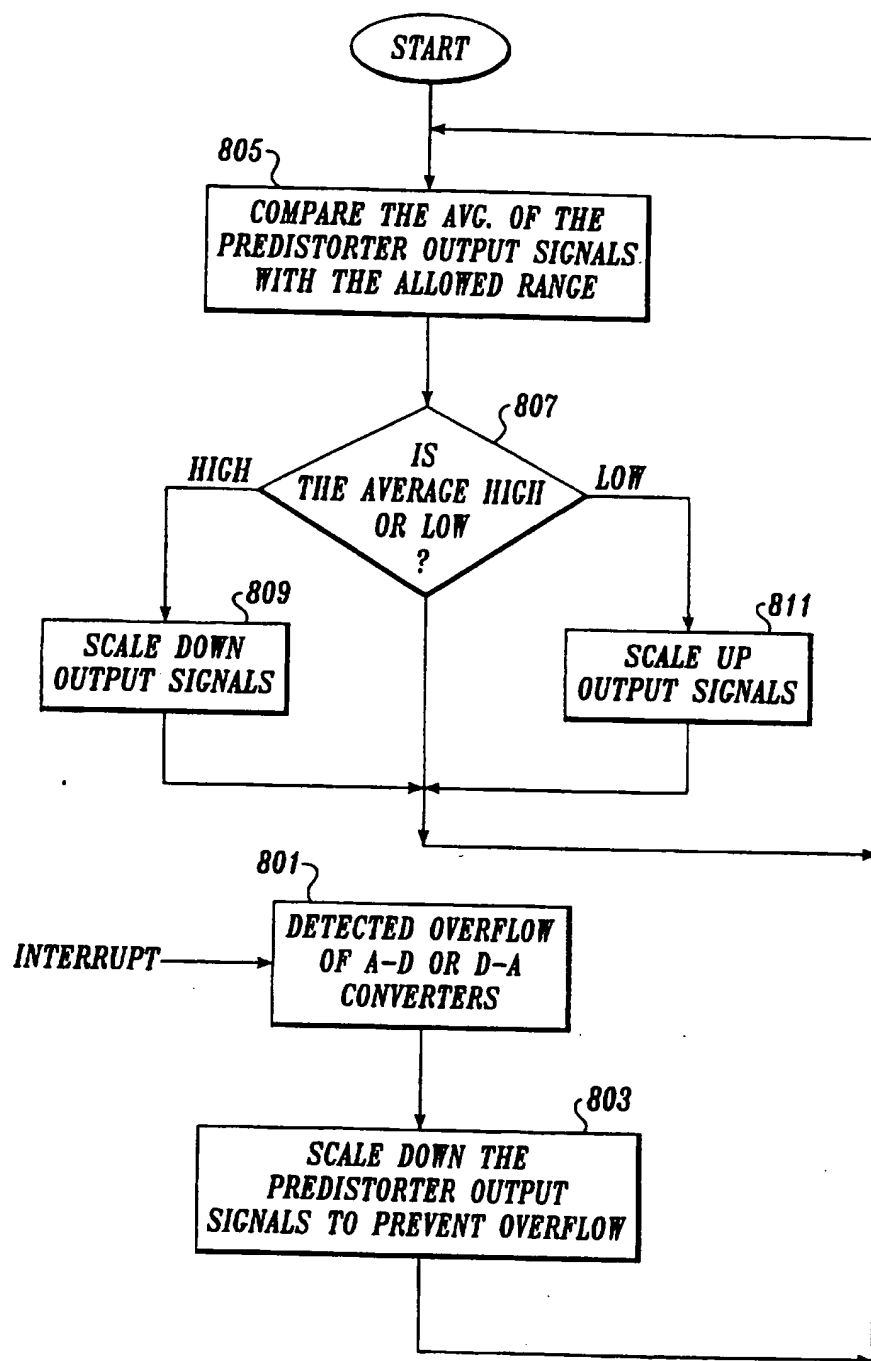 START
805
COMPARE THE AVG. OF THE
PREDISTORTER OUTPUT SIGNALS
WITH THE ALLOWED RANGE
807
IS
THE AVERAGE HIGH
OR LOW
?
HIGH
LOW
809
SCALE DOWN
OUTPUT SIGNALS
811
SCALE UP
OUTPUT SIGNALS
801
INTERRUPT
DETECTED OVERFLOW
OF A-D OR D-A
CONVERTERS
803
SCALE DOWN THE
PREDISTORTER OUTPUT
SIGNALS TO PREVENT OVERFLOW